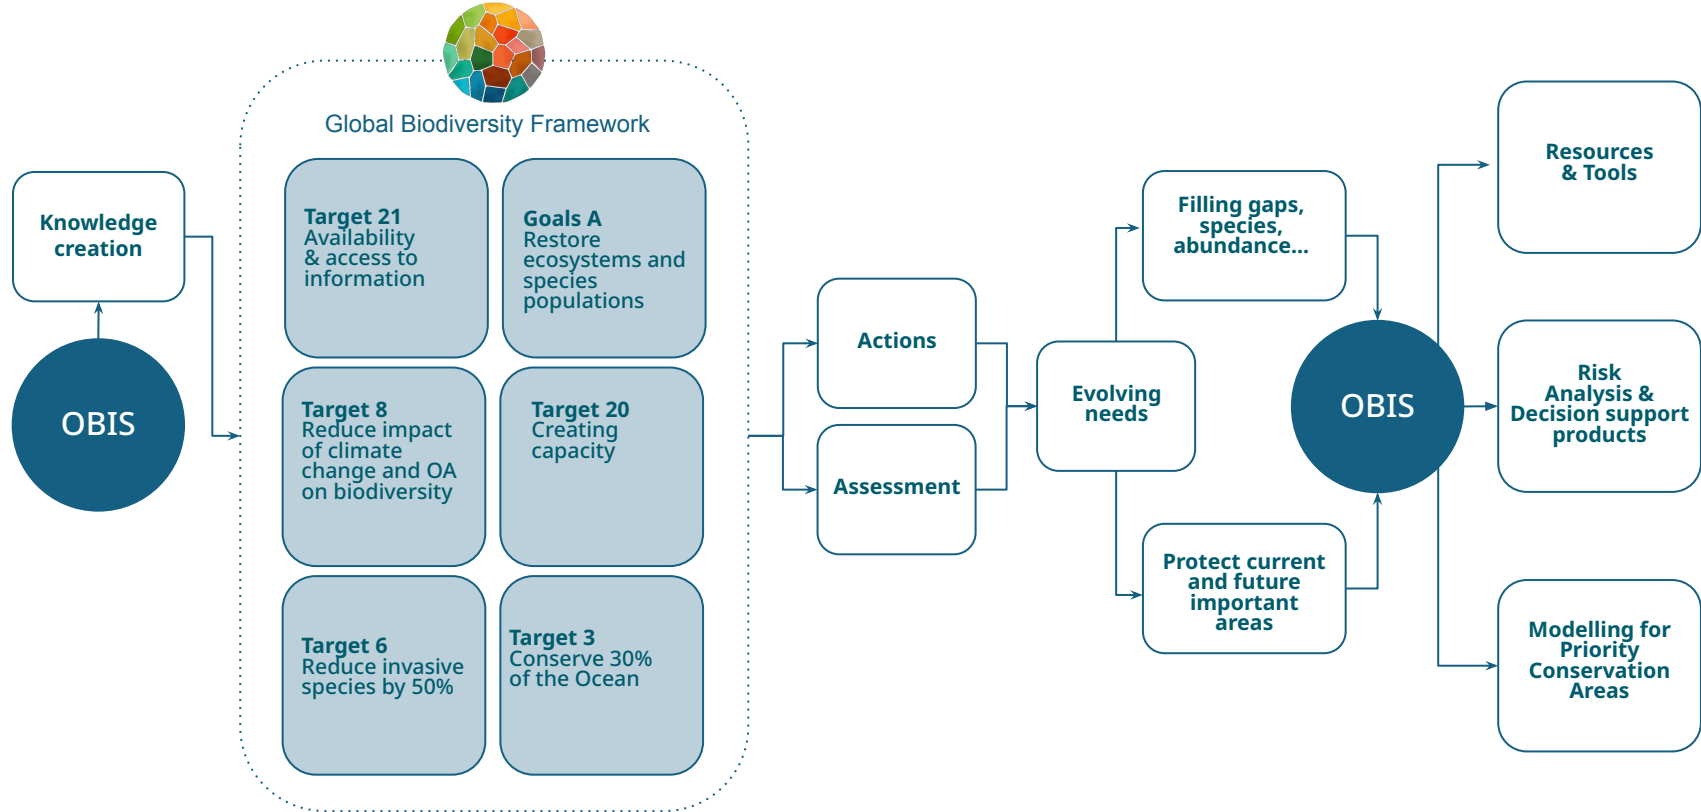 Global Biodiversity Framework
Knowledge
creation
OBIS
Target 21
Availability
& access to
information
Goals A
Restore
ecosystems and
species
populations
Target 8
Reduce impact
of climate
change and OA
on biodiversity
Target 20
Creating
capacity
Target 6
Reduce invasive
species by 50%
Target 3
Conserve 30%
of the Ocean
Actions
Assessment
Evolving
needs
Filling gaps,
species,
abundance...
Protect current
and future
important
areas
OBIS
Resources
& Tools
Risk
Analysis &
Decision support
products
Modelling for
Priority
Conservation
Areas